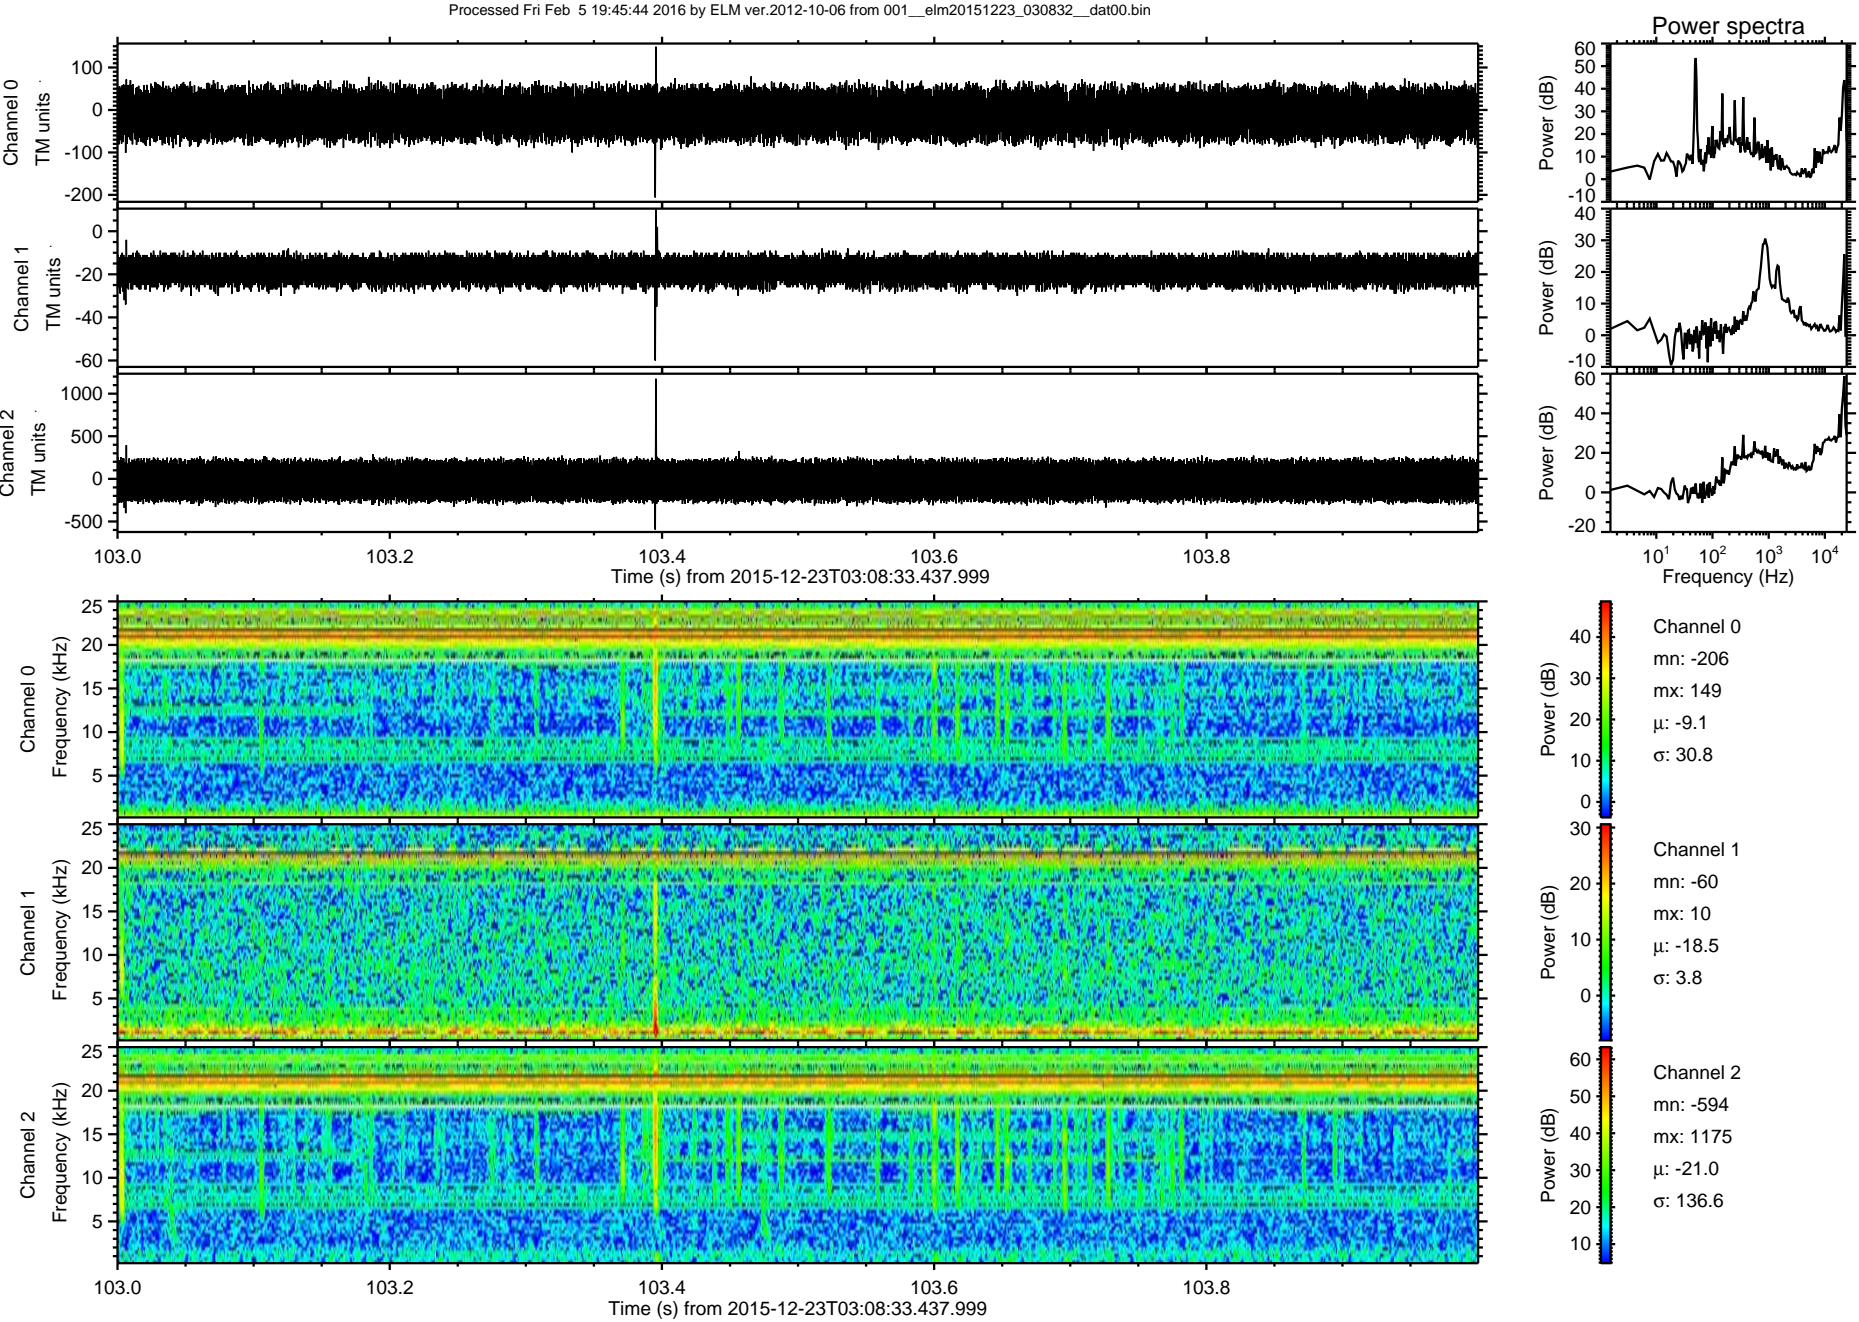 Processed Fri Feb  5 19:45:44 2016 by ELM ver.2012-10-06 from 001__elm20151223_030832__dat00.bin
Power spectra
Channel 0
TM units
100
0
-100
-200
Power (dB)
60
50
40
30
20
10
0
-10
Channel 1
TM units
0
-20
-40
-60
Power (dB)
40
30
20
10
0
-10
Channel 2
TM units
1000
500
0
-500
Power (dB)
60
40
20
0
-20
103.0 103.2 103.4 103.6 103.8
Time (s) from 2015-12-23T03:08:33.437.999
10¹ 10² 10³ 10⁴
Frequency (Hz)
Channel 0
Frequency (kHz)
25
20
15
10
5
Power (dB)
40
30
20
10
0
Channel 0
mn: -206
mx: 149
μ: -9.1
σ: 30.8
Channel 1
Frequency (kHz)
25
20
15
10
5
Power (dB)
30
20
10
0
Channel 1
mn: -60
mx: 10
μ: -18.5
σ: 3.8
Channel 2
Frequency (kHz)
25
20
15
10
5
Power (dB)
60
50
40
30
20
10
Channel 2
mn: -594
mx: 1175
μ: -21.0
σ: 136.6
103.0 103.2 103.4 103.6 103.8
Time (s) from 2015-12-23T03:08:33.437.999